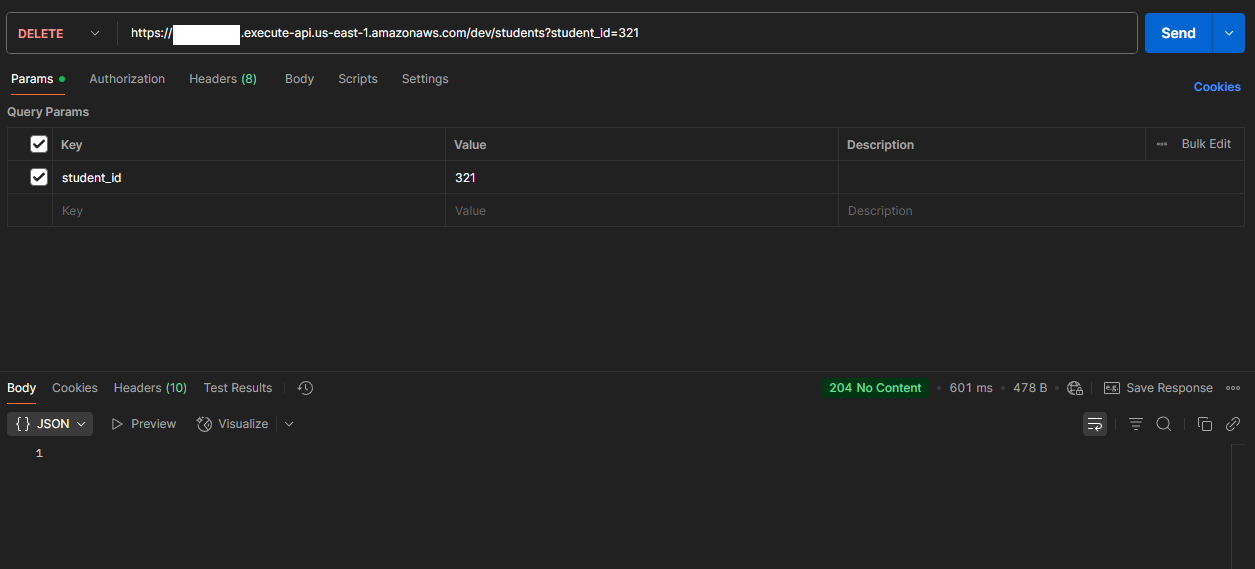 DELETE https:// .execute-api.us-east-1.amazonaws.com/dev/students?student_id=321 Send
Params Authorization Headers (8) Body Scripts Settings Cookies
Query Params
Key Value Description Bulk Edit
student_id 321
Key Value Description
Body Cookies Headers (10) Test Results 204 No Content 601 ms 478 B e.g. Save Response
{} JSON Preview Visualize
1